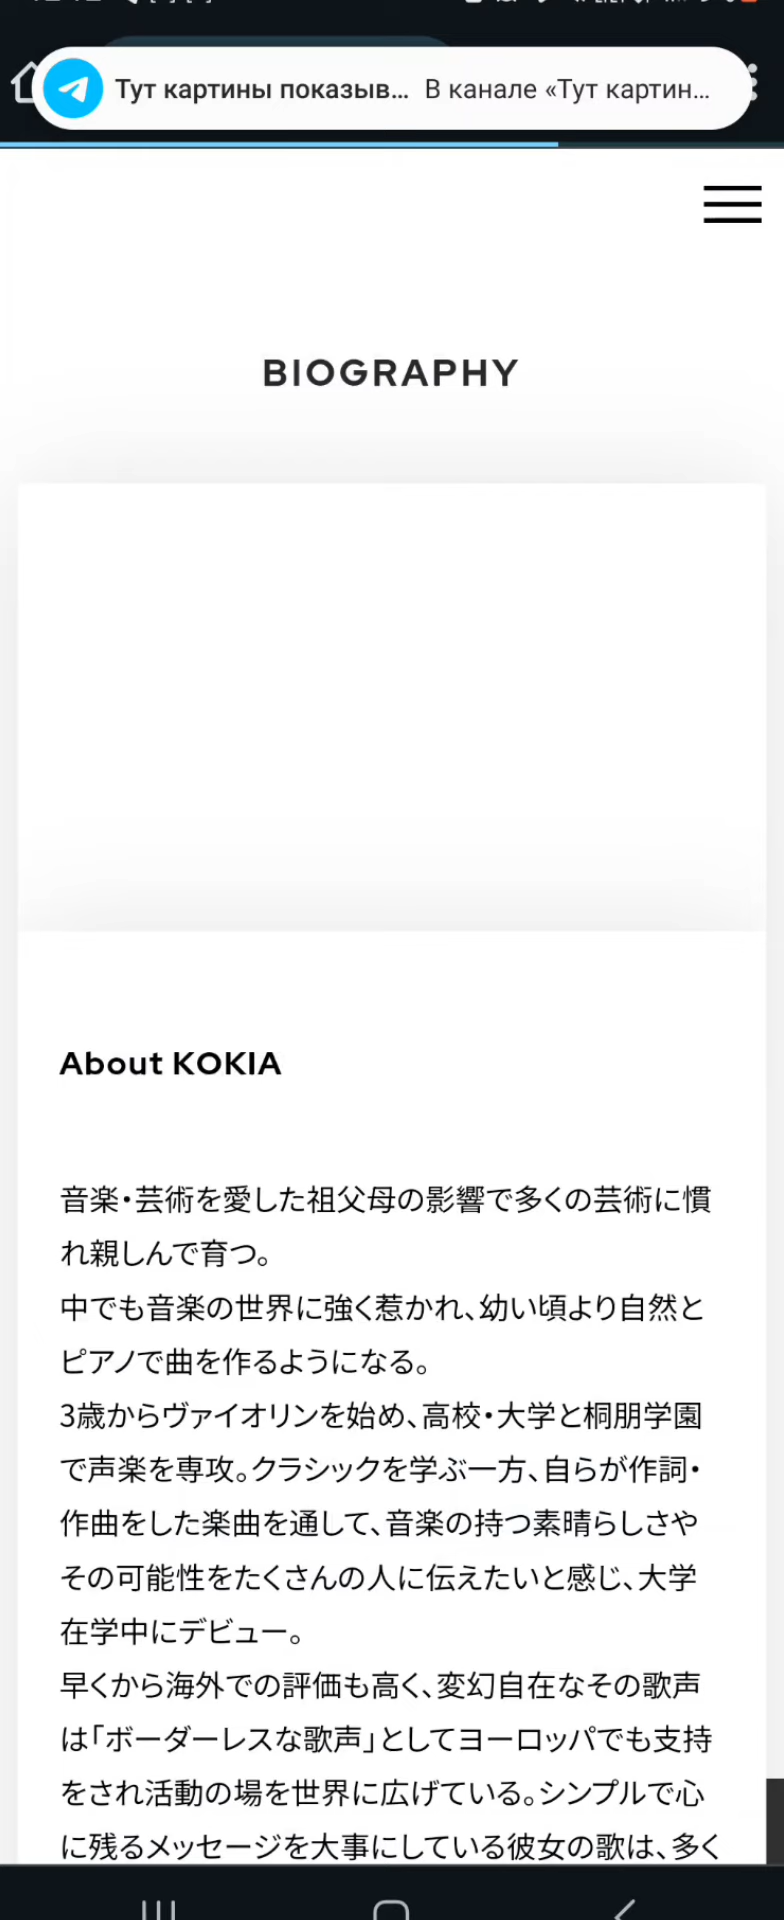 Тут картины показыв... В канале «Тут картин...
BIOGRAPHY
About KOKIA
音楽・芸術を愛した祖父母の影響で多くの芸術に慣
れ親しんで育つ。
中でも音楽の世界に強く惹かれ、幼い頃より自然と
ピアノで曲を作るようになる。
3歳からヴァイオリンを始め、高校・大学と桐朋学園
で声楽を専攻。クラシックを学ぶ一方、自らが作詞・
作曲をした楽曲を通して、音楽の持つ素晴らしさや
その可能性をたくさんの人に伝えたいと感じ、大学
在学中にデビュー。
早くから海外での評価も高く、変幻自在なその歌声
は「ボーダーレスな歌声」としてヨーロッパでも支持
をされ活動の場を世界に広げている。シンプルで心
に残るメッセージを大事にしている彼女の歌は、多く